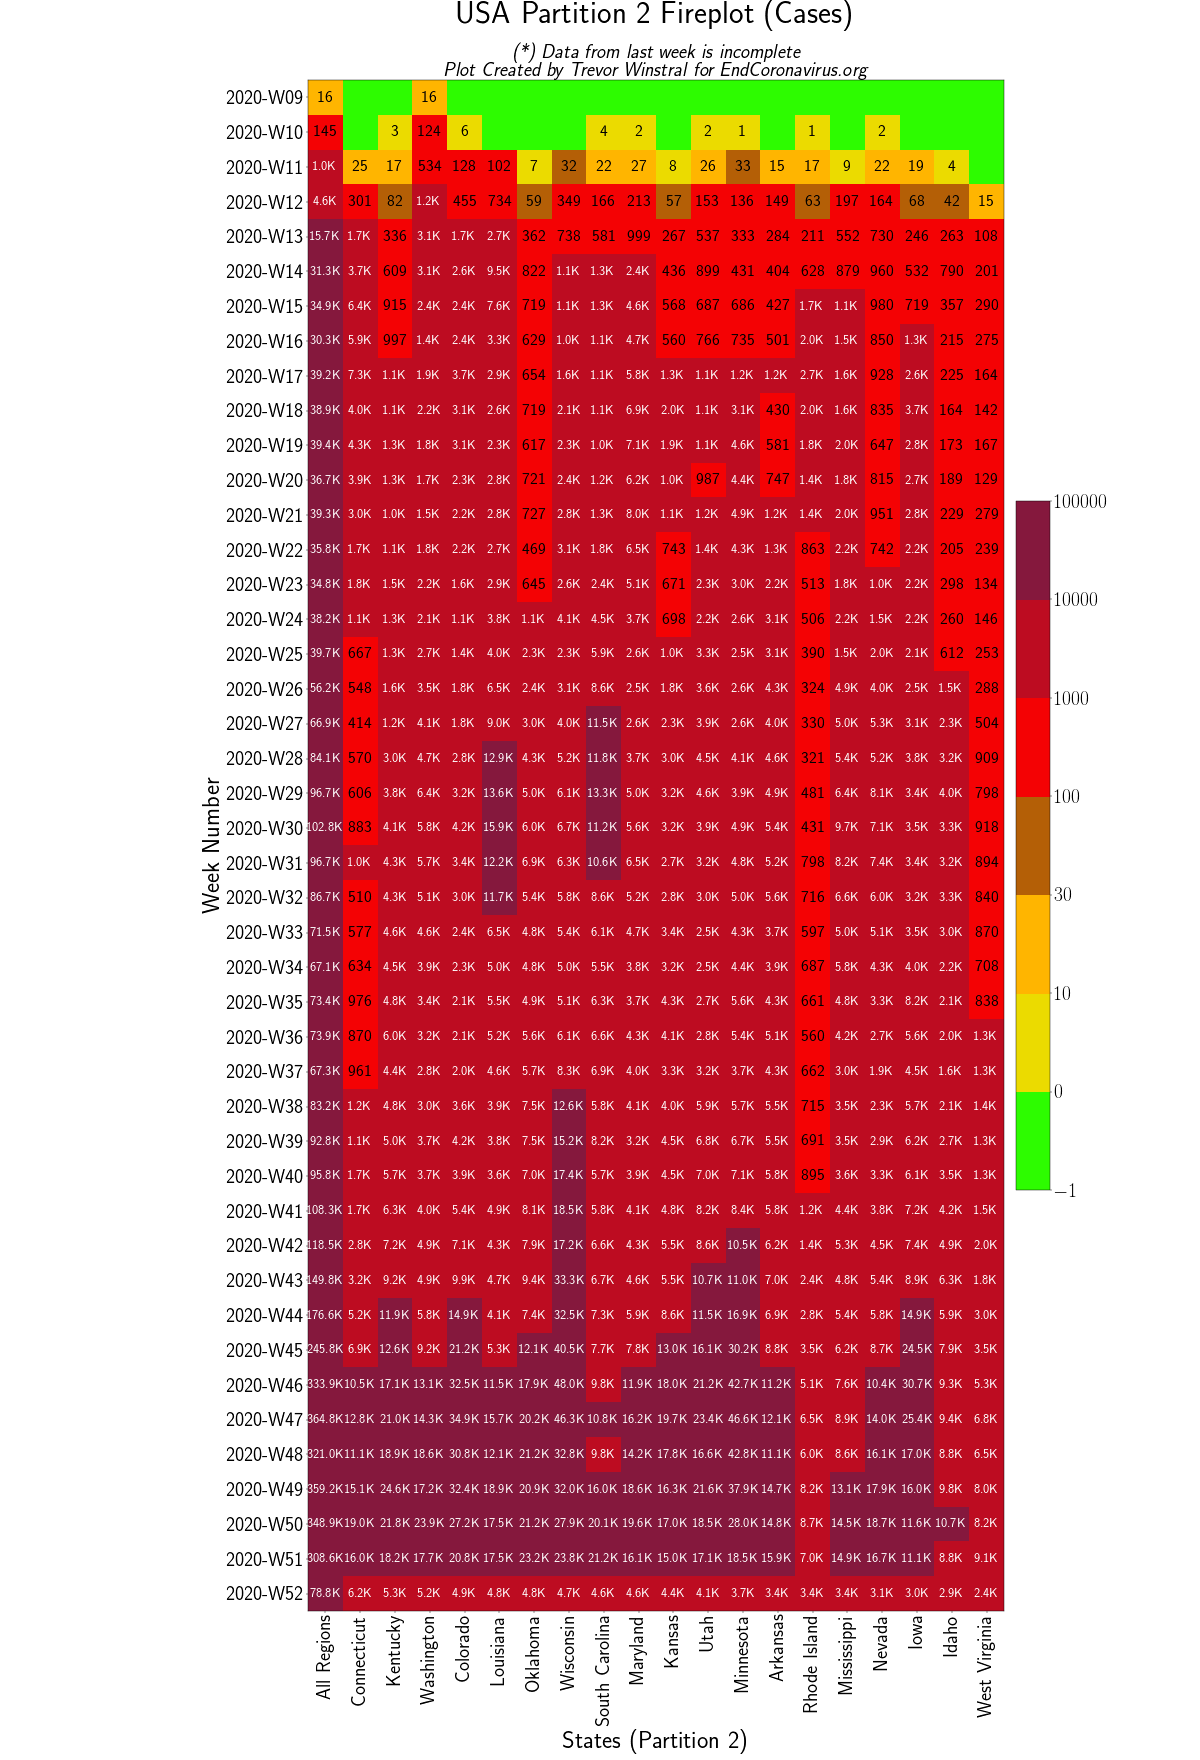 USA Partition 2 Fireplot (Cases)
(*) Data from last week is incomplete
Plot Created by Trevor Winstral for EndCoronavirus.org
2020-W09 16 16
2020-W10 145 3 124 6 4 2 2 1 1 2
2020-W11 1.0K 25 17 534 128 102 7 32 22 27 8 26 33 15 17 9 22 19 4
2020-W12 4.6K 301 82 1.2K 455 734 59 349 166 213 57 153 136 149 63 197 164 68 42 15
2020-W13 15.7K 1.7K 336 3.1K 1.7K 2.7K 362 738 581 999 267 537 333 284 211 552 730 246 263 108
2020-W14 31.3K 3.7K 609 3.1K 2.6K 9.5K 822 1.1K 1.3K 2.4K 436 899 431 404 628 879 960 532 790 201
2020-W15 34.9K 6.4K 915 2.4K 2.4K 7.6K 719 1.1K 1.3K 4.6K 568 687 686 427 1.7K 1.1K 980 719 357 290
2020-W16 30.3K 5.9K 997 1.4K 2.4K 3.3K 629 1.0K 1.1K 4.7K 560 766 735 501 2.0K 1.5K 850 1.3K 215 275
2020-W17 39.2K 7.3K 1.1K 1.9K 3.7K 2.9K 654 1.6K 1.1K 5.8K 1.3K 1.1K 1.2K 1.2K 2.7K 1.6K 928 2.6K 225 164
2020-W18 38.9K 4.0K 1.1K 2.2K 3.1K 2.6K 719 2.1K 1.1K 6.9K 2.0K 1.1K 3.1K 430 2.0K 1.6K 835 3.7K 164 142
2020-W19 39.4K 4.3K 1.3K 1.8K 3.1K 2.3K 617 2.3K 1.0K 7.1K 1.9K 1.1K 4.6K 581 1.8K 2.0K 647 2.8K 173 167
2020-W20 36.7K 3.9K 1.3K 1.7K 2.3K 2.8K 721 2.4K 1.2K 6.2K 1.0K 987 4.4K 747 1.4K 1.8K 815 2.7K 189 129
2020-W21 39.3K 3.0K 1.0K 1.5K 2.2K 2.8K 727 2.8K 1.3K 8.0K 1.1K 1.2K 4.9K 1.2K 1.4K 2.0K 951 2.8K 229 279
2020-W22 35.8K 1.7K 1.1K 1.8K 2.2K 2.7K 469 3.1K 1.8K 6.5K 743 1.4K 4.3K 1.3K 863 2.2K 742 2.2K 205 239
2020-W23 34.8K 1.8K 1.5K 2.2K 1.6K 2.9K 645 2.6K 2.4K 5.1K 671 2.3K 3.0K 2.2K 513 1.8K 1.0K 2.2K 298 134
2020-W24 38.2K 1.1K 1.3K 2.1K 1.1K 3.8K 1.1K 4.1K 4.5K 3.7K 698 2.2K 2.6K 3.1K 506 2.2K 1.5K 2.2K 260 146
2020-W25 39.7K 667 1.3K 2.7K 1.4K 4.0K 2.3K 2.3K 5.9K 2.6K 1.0K 3.3K 2.5K 3.1K 390 1.5K 2.0K 2.1K 612 253
2020-W26 56.2K 548 1.6K 3.5K 1.8K 6.5K 2.4K 3.1K 8.6K 2.5K 1.8K 3.6K 2.6K 4.3K 324 4.9K 4.0K 2.5K 1.5K 288
2020-W27 66.9K 414 1.2K 4.1K 1.8K 9.0K 3.0K 4.0K 11.5K 2.6K 2.3K 3.9K 2.6K 4.0K 330 5.0K 5.3K 3.1K 2.3K 504
2020-W28 84.1K 570 3.0K 4.7K 2.8K 12.9K 4.3K 5.2K 11.8K 3.7K 3.0K 4.5K 4.1K 4.6K 321 5.4K 5.2K 3.8K 3.2K 909
2020-W29 96.7K 606 3.8K 6.4K 3.2K 13.6K 5.0K 6.1K 13.3K 5.0K 3.2K 4.6K 3.9K 4.9K 481 6.4K 8.1K 3.4K 4.0K 798
2020-W30 102.8K 883 4.1K 5.8K 4.2K 15.9K 6.0K 6.7K 11.2K 5.6K 3.2K 3.9K 4.9K 5.4K 431 9.7K 7.1K 3.5K 3.3K 918
2020-W31 96.7K 1.0K 4.3K 5.7K 3.4K 12.2K 6.9K 6.3K 10.6K 6.5K 2.7K 3.2K 4.8K 5.2K 798 8.2K 7.4K 3.4K 3.2K 894
2020-W32 86.7K 510 4.3K 5.1K 3.0K 11.7K 5.4K 5.8K 8.6K 5.2K 2.8K 3.0K 5.0K 5.6K 716 6.6K 6.0K 3.2K 3.3K 840
2020-W33 71.5K 577 4.6K 4.6K 2.4K 6.5K 4.8K 5.4K 6.1K 4.7K 3.4K 2.5K 4.3K 3.7K 597 5.0K 5.1K 3.5K 3.0K 870
2020-W34 67.1K 634 4.5K 3.9K 2.3K 5.0K 4.8K 5.0K 5.5K 3.8K 3.2K 2.5K 4.4K 3.9K 687 5.8K 4.3K 4.0K 2.2K 708
2020-W35 73.4K 976 4.8K 3.4K 2.1K 5.5K 4.9K 5.1K 6.3K 3.7K 4.3K 2.7K 5.6K 4.3K 661 4.8K 3.3K 8.2K 2.1K 838
2020-W36 73.9K 870 6.0K 3.2K 2.1K 5.2K 5.6K 6.1K 6.6K 4.3K 4.1K 2.8K 5.4K 5.1K 560 4.2K 2.7K 5.6K 2.0K 1.3K
2020-W37 67.3K 961 4.4K 2.8K 2.0K 4.6K 5.7K 8.3K 6.9K 4.0K 3.3K 3.2K 3.7K 4.3K 662 3.0K 1.9K 4.5K 1.6K 1.3K
2020-W38 83.2K 1.2K 4.8K 3.0K 3.6K 3.9K 7.5K 12.6K 5.8K 4.1K 4.0K 5.9K 5.7K 5.5K 715 3.5K 2.3K 5.7K 2.1K 1.4K
2020-W39 92.8K 1.1K 5.0K 3.7K 4.2K 3.8K 7.5K 15.2K 8.2K 3.2K 4.5K 6.8K 6.7K 5.5K 691 3.5K 2.9K 6.2K 2.7K 1.3K
2020-W40 95.8K 1.7K 5.7K 3.7K 3.9K 3.6K 7.0K 17.4K 5.7K 3.9K 4.5K 7.0K 7.1K 5.8K 895 3.6K 3.3K 6.1K 3.5K 1.3K
2020-W41 108.3K 1.7K 6.3K 4.0K 5.4K 4.9K 8.1K 18.5K 5.8K 4.1K 4.8K 8.2K 8.4K 5.8K 1.2K 4.4K 3.8K 7.2K 4.2K 1.5K
2020-W42 118.5K 2.8K 7.2K 4.9K 7.1K 4.3K 7.9K 17.2K 6.6K 4.3K 5.5K 8.6K 10.5K 6.2K 1.4K 5.3K 4.5K 7.4K 4.9K 2.0K
2020-W43 149.8K 3.2K 9.2K 4.9K 9.9K 4.7K 9.4K 33.3K 6.7K 4.6K 5.5K 10.7K 11.0K 7.0K 2.4K 4.8K 5.4K 8.9K 6.3K 1.8K
2020-W44 176.6K 5.2K 11.9K 5.8K 14.9K 4.1K 7.4K 32.5K 7.3K 5.9K 8.6K 11.5K 16.9K 6.9K 2.8K 5.4K 5.8K 14.9K 5.9K 3.0K
2020-W45 245.8K 6.9K 12.6K 9.2K 21.2K 5.3K 12.1K 40.5K 7.7K 7.8K 13.0K 16.1K 30.2K 8.8K 3.5K 6.2K 8.7K 24.5K 7.9K 3.5K
2020-W46 333.9K 10.5K 17.1K 13.1K 32.5K 11.5K 17.9K 48.0K 9.8K 11.9K 18.0K 21.2K 42.7K 11.2K 5.1K 7.6K 10.4K 30.7K 9.3K 5.3K
2020-W47 364.8K 12.8K 21.0K 14.3K 34.9K 15.7K 20.2K 46.3K 10.8K 16.2K 19.7K 23.4K 46.6K 12.1K 6.5K 8.9K 14.0K 25.4K 9.4K 6.8K
2020-W48 321.0K 11.1K 18.9K 18.6K 30.8K 12.1K 21.2K 32.8K 9.8K 14.2K 17.8K 16.6K 42.8K 11.1K 6.0K 8.6K 16.1K 17.0K 8.8K 6.5K
2020-W49 359.2K 15.1K 24.6K 17.2K 32.4K 18.9K 20.9K 32.0K 16.0K 18.6K 16.3K 21.6K 37.9K 14.7K 8.2K 13.1K 17.9K 16.0K 9.8K 8.0K
2020-W50 348.9K 19.0K 21.8K 23.9K 27.2K 17.5K 21.2K 27.9K 20.1K 19.6K 17.0K 18.5K 28.0K 14.8K 8.7K 14.5K 18.7K 11.6K 10.7K 8.2K
2020-W51 308.6K 16.0K 18.2K 17.7K 20.8K 17.5K 23.2K 23.8K 21.2K 16.1K 15.0K 17.1K 18.5K 15.9K 7.0K 14.9K 16.7K 11.1K 8.8K 9.1K
2020-W52 78.8K 6.2K 5.3K 5.2K 4.9K 4.8K 4.8K 4.7K 4.6K 4.6K 4.4K 4.1K 3.7K 3.4K 3.4K 3.4K 3.1K 3.0K 2.9K 2.4K
Week Number
All Regions
Connecticut
Kentucky
Washington
Colorado
Louisiana
Oklahoma
Wisconsin
South Carolina
Maryland
Kansas
Utah
Minnesota
Arkansas
Rhode Island
Mississippi
Nevada
Iowa
Idaho
West Virginia
States (Partition 2)
100000
10000
1000
100
30
10
0
−1